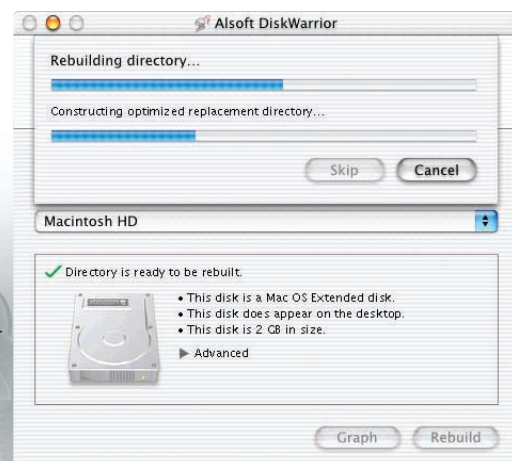 Alsoft DiskWarrior
Rebuilding directory...
Constructing optimized replacement directory...
Skip
Cancel
Macintosh HD
Directory is ready to be rebuilt.
• This disk is a Mac OS Extended disk.
• This disk does appear on the desktop.
• This disk is 2 GB in size.
Advanced
Graph
Rebuild